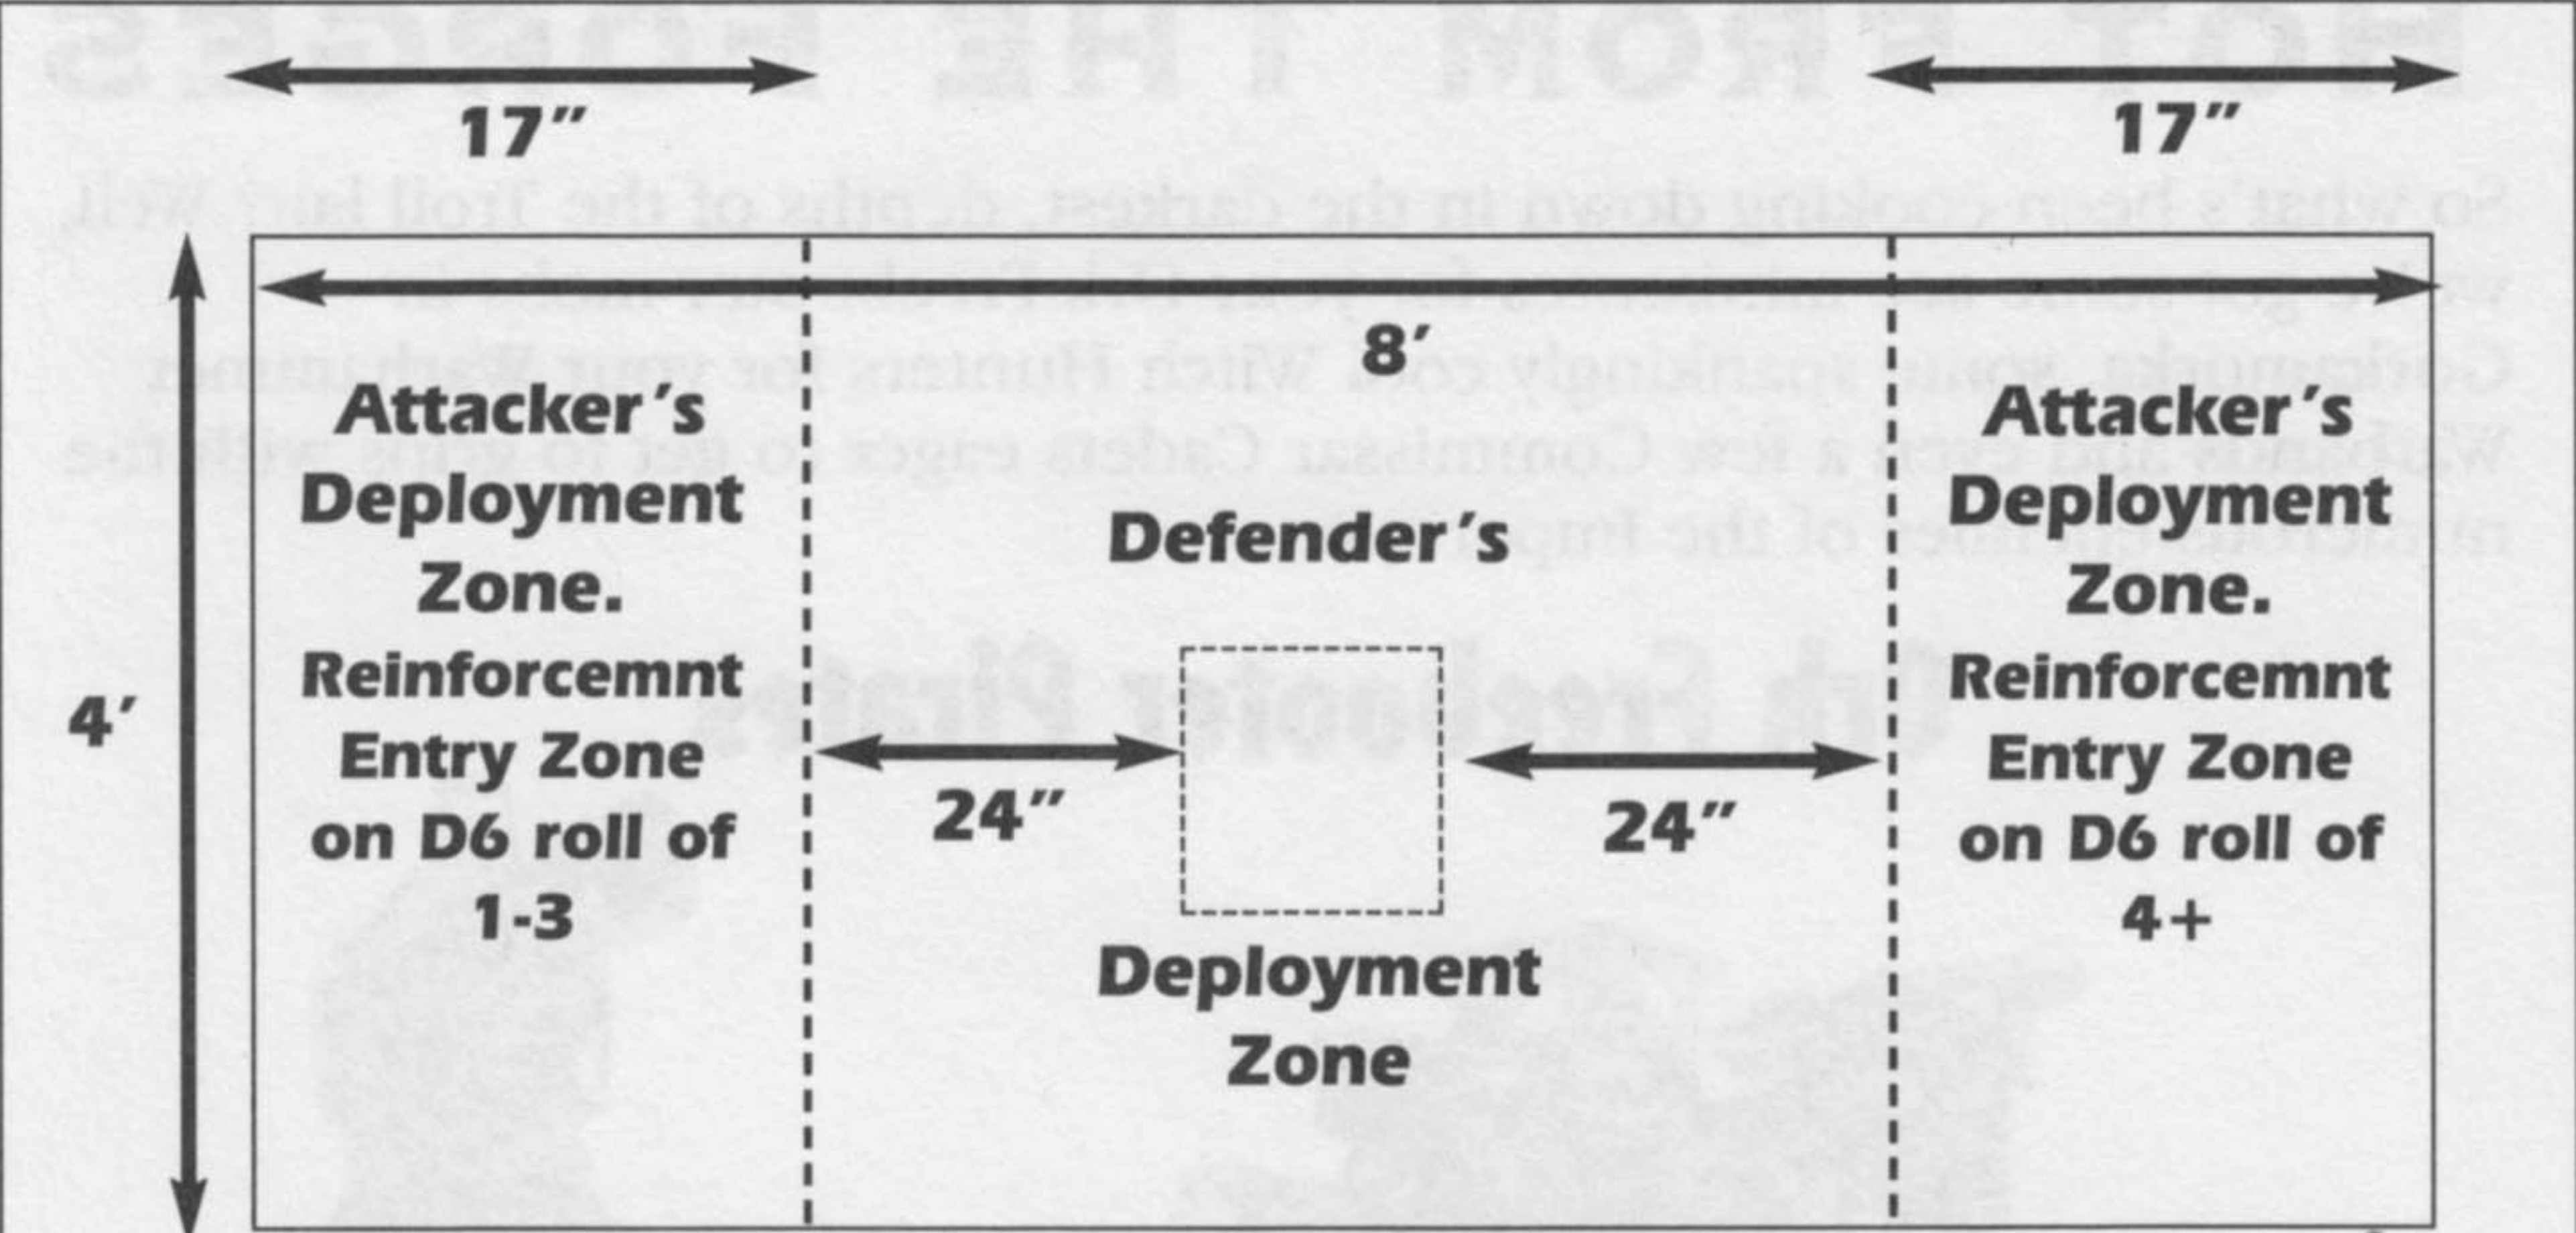 17” 17”
8’
4’
Attacker’s
Deployment
Zone.
Reinforcemnt
Entry Zone
on D6 roll of
1-3
Defender’s
24” 24”
Deployment
Zone
Attacker’s
Deployment
Zone.
Reinforcemnt
Entry Zone
on D6 roll of
4+